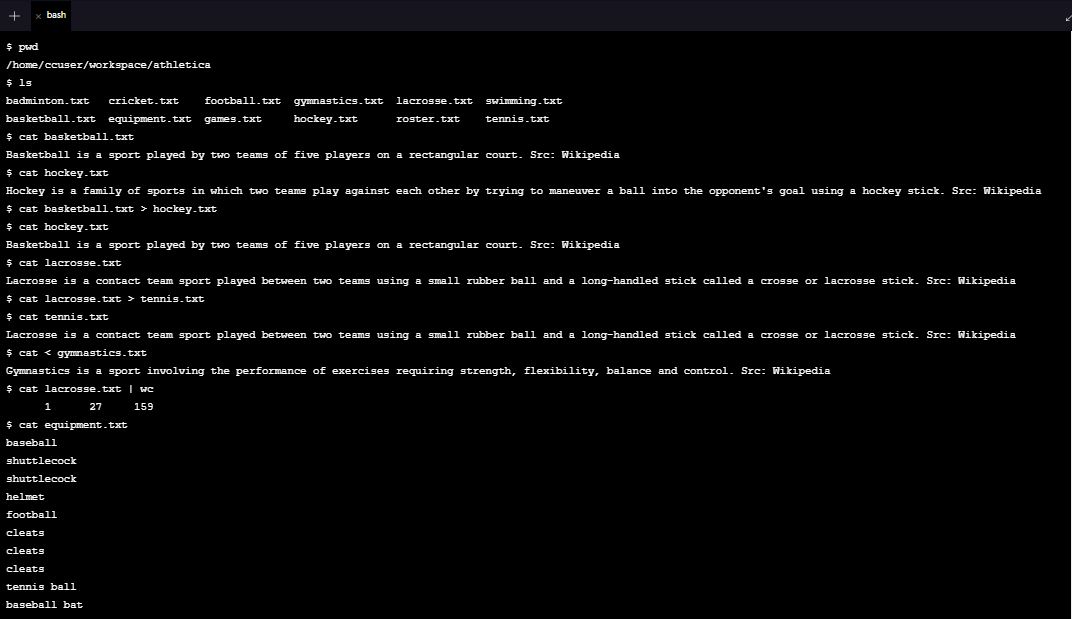 bash
$ pwd
/home/ccuser/workspace/athletica
$ ls
badminton.txt cricket.txt football.txt gymnastics.txt lacrosse.txt swimming.txt
basketball.txt equipment.txt games.txt hockey.txt roster.txt tennis.txt
$ cat basketball.txt
Basketball is a sport played by two teams of five players on a rectangular court. Src: Wikipedia
$ cat hockey.txt
Hockey is a family of sports in which two teams play against each other by trying to maneuver a ball into the opponent's goal using a hockey stick. Src: Wikipedia
$ cat basketball.txt > hockey.txt
$ cat hockey.txt
Basketball is a sport played by two teams of five players on a rectangular court. Src: Wikipedia
$ cat lacrosse.txt
Lacrosse is a contact team sport played between two teams using a small rubber ball and a long-handled stick called a crosse or lacrosse stick. Src: Wikipedia
$ cat lacrosse.txt > tennis.txt
$ cat tennis.txt
Lacrosse is a contact team sport played between two teams using a small rubber ball and a long-handled stick called a crosse or lacrosse stick. Src: Wikipedia
$ cat < gymnastics.txt
Gymnastics is a sport involving the performance of exercises requiring strength, flexibility, balance and control. Src: Wikipedia
$ cat lacrosse.txt | wc
1 27 159
$ cat equipment.txt
baseball
shuttlecock
shuttlecock
helmet
football
cleats
cleats
cleats
tennis ball
baseball bat